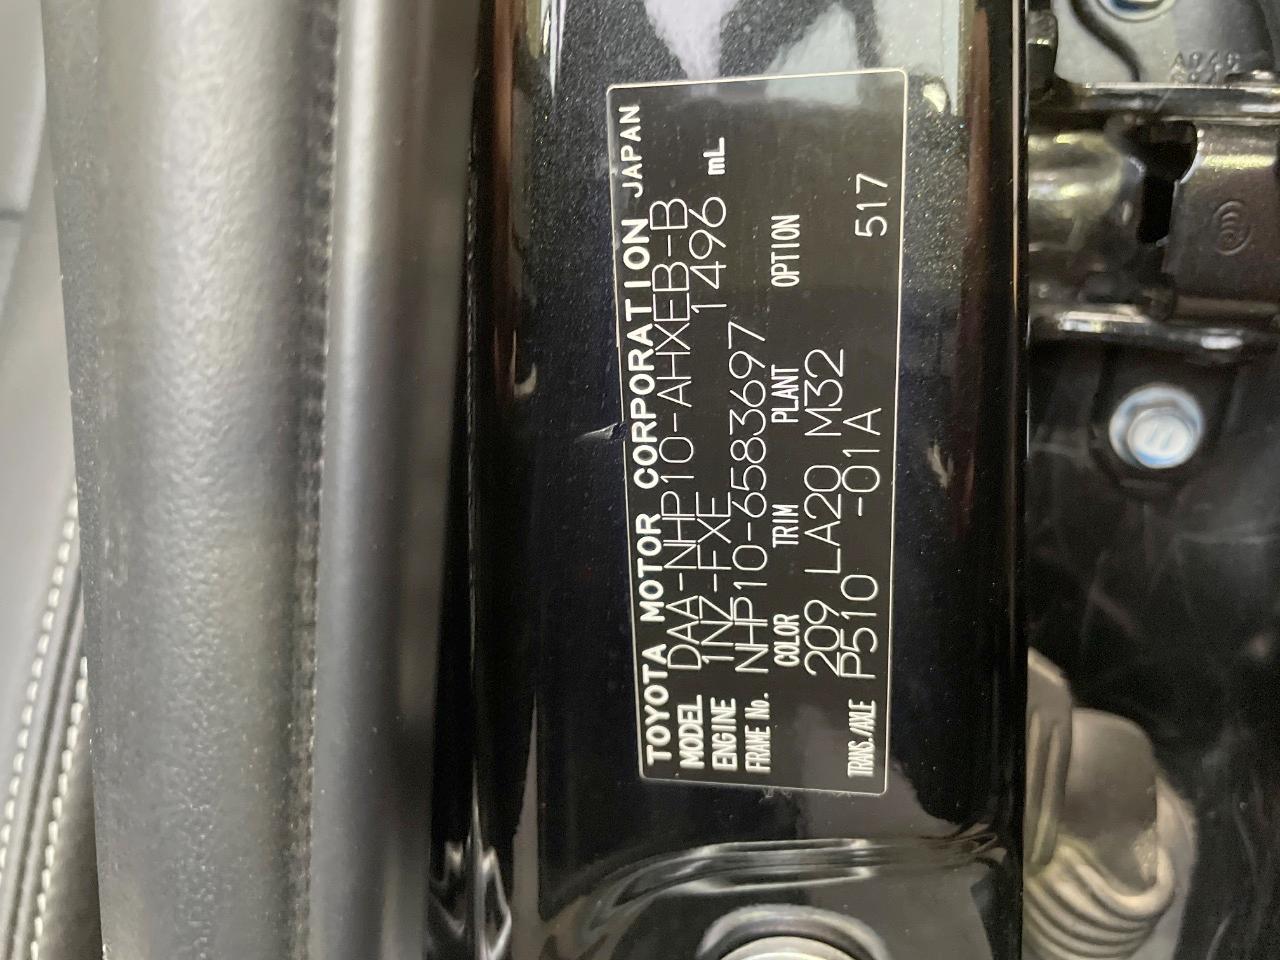 TOYOTA MOTOR CORPORATION JAPAN
MODEL DAA-NHP10-AHXEB-B
ENGINE 1NZ-FXE 1496 mL
FRAME No. NHP10-6583697
COLOR TRIM PLANT OPTION
209 LA20 M32
TRANS./AXLE P510 -01A 517